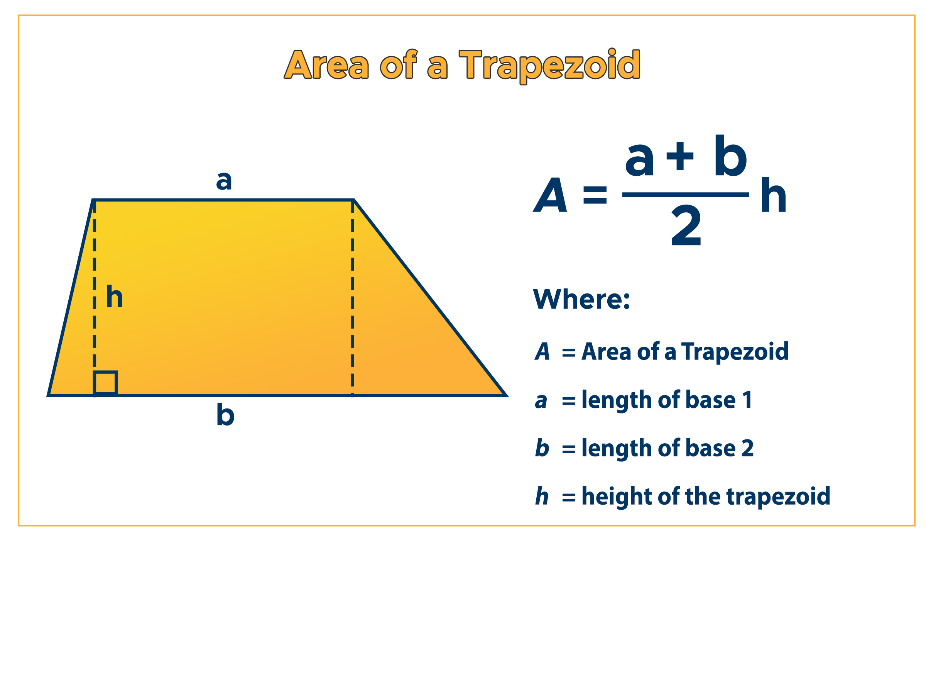 Area of a Trapezoid
a
h
b
A = a + b / 2 h
Where:
A = Area of a Trapezoid
a = length of base 1
b = length of base 2
h = height of the trapezoid